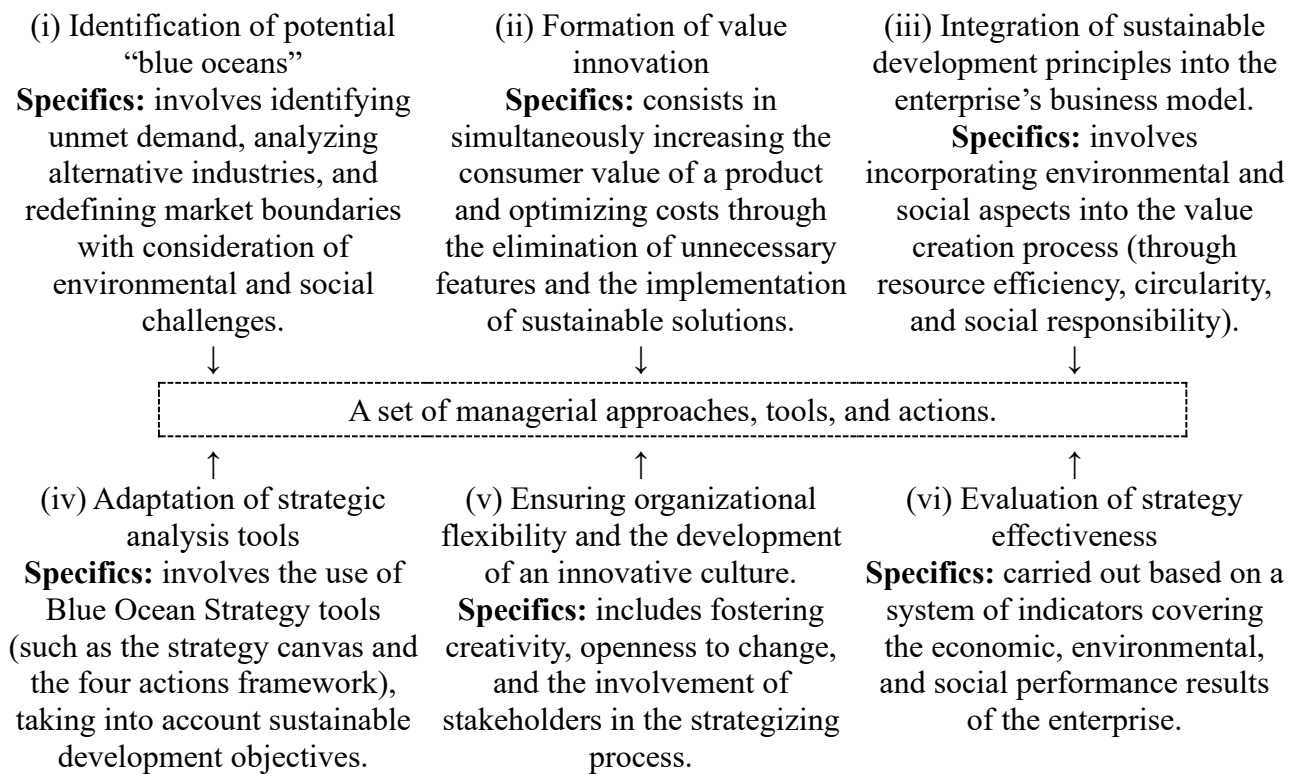 (i) Identification of potential
“blue oceans”
Specifics: involves identifying
unmet demand, analyzing
alternative industries, and
redefining market boundaries
with consideration of
environmental and social
challenges.
↓
(ii) Formation of value
innovation
Specifics: consists in
simultaneously increasing the
consumer value of a product
and optimizing costs through
the elimination of unnecessary
features and the implementation
of sustainable solutions.
↓
(iii) Integration of sustainable
development principles into the
enterprise’s business model.
Specifics: involves
incorporating environmental and
social aspects into the value
creation process (through
resource efficiency, circularity,
and social responsibility).
↓
A set of managerial approaches, tools, and actions.
↑
(iv) Adaptation of strategic
analysis tools
Specifics: involves the use of
Blue Ocean Strategy tools
(such as the strategy canvas and
the four actions framework),
taking into account sustainable
development objectives.
↑
(v) Ensuring organizational
flexibility and the development
of an innovative culture.
Specifics: includes fostering
creativity, openness to change,
and the involvement of
stakeholders in the strategizing
process.
↑
(vi) Evaluation of strategy
effectiveness
Specifics: carried out based on a
system of indicators covering
the economic, environmental,
and social performance results
of the enterprise.